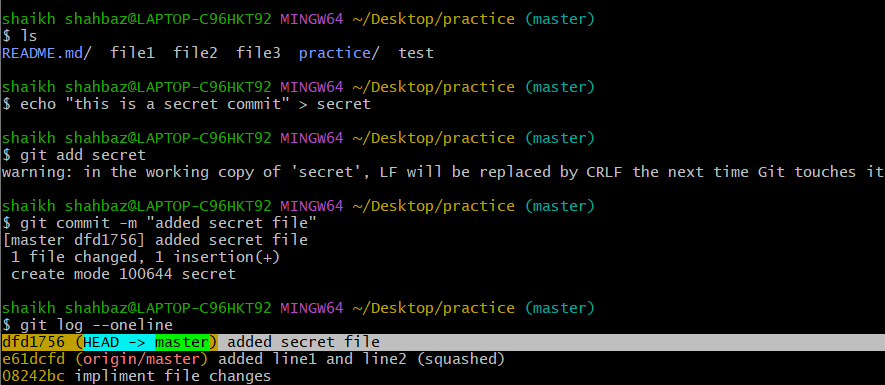 shaikh shahbaz@LAPTOP-C96HKT92 MINGW64 ~/Desktop/practice (master)
$ ls
README.md/  file1  file2  file3  practice/  test
shaikh shahbaz@LAPTOP-C96HKT92 MINGW64 ~/Desktop/practice (master)
$ echo "this is a secret commit" > secret
shaikh shahbaz@LAPTOP-C96HKT92 MINGW64 ~/Desktop/practice (master)
$ git add secret
warning: in the working copy of 'secret', LF will be replaced by CRLF the next time Git touches it
shaikh shahbaz@LAPTOP-C96HKT92 MINGW64 ~/Desktop/practice (master)
$ git commit -m "added secret file"
[master dfd1756] added secret file
 1 file changed, 1 insertion(+)
 create mode 100644 secret
shaikh shahbaz@LAPTOP-C96HKT92 MINGW64 ~/Desktop/practice (master)
$ git log --oneline
dfd1756 (HEAD -> master) added secret file
e61dcfd (origin/master) added line1 and line2 (squashed)
08242bc impliment file changes